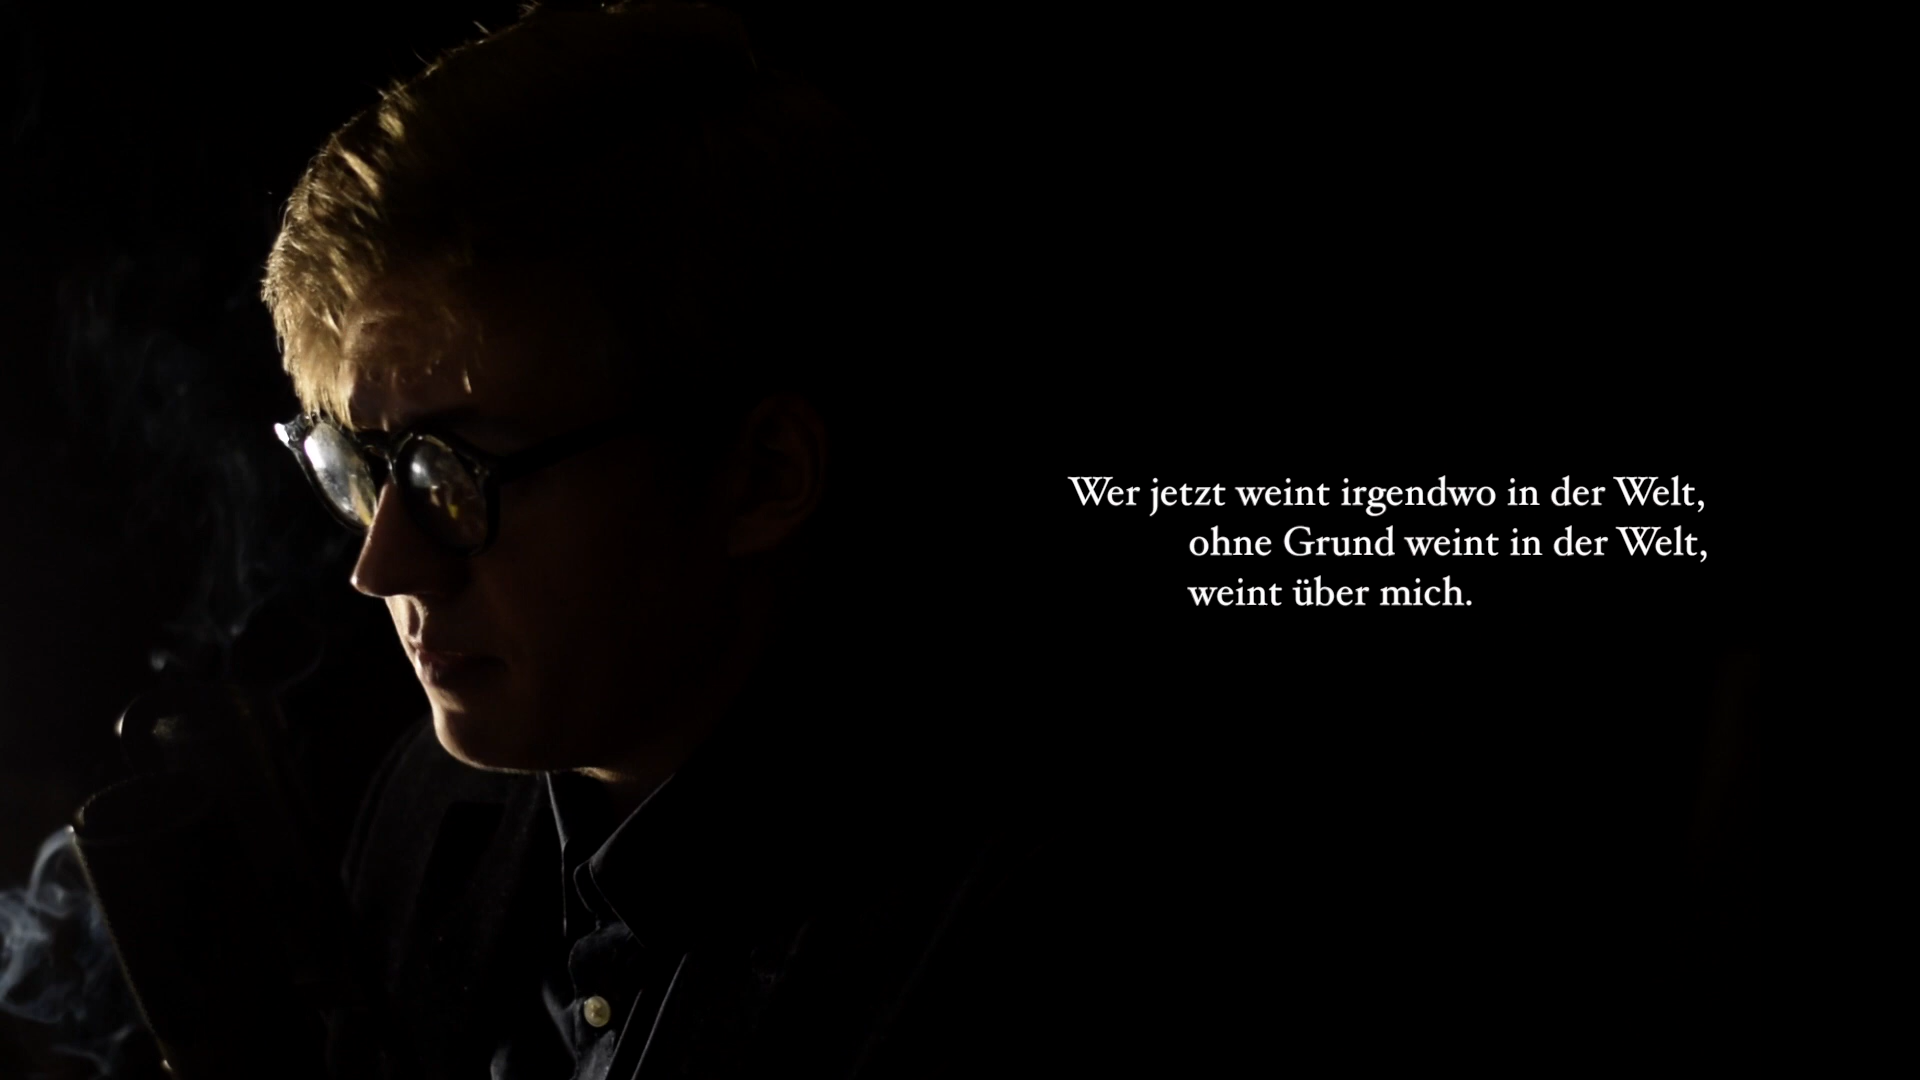 Wer jetzt weint irgendwo in der Welt,
ohne Grund weint in der Welt,
weint über mich.